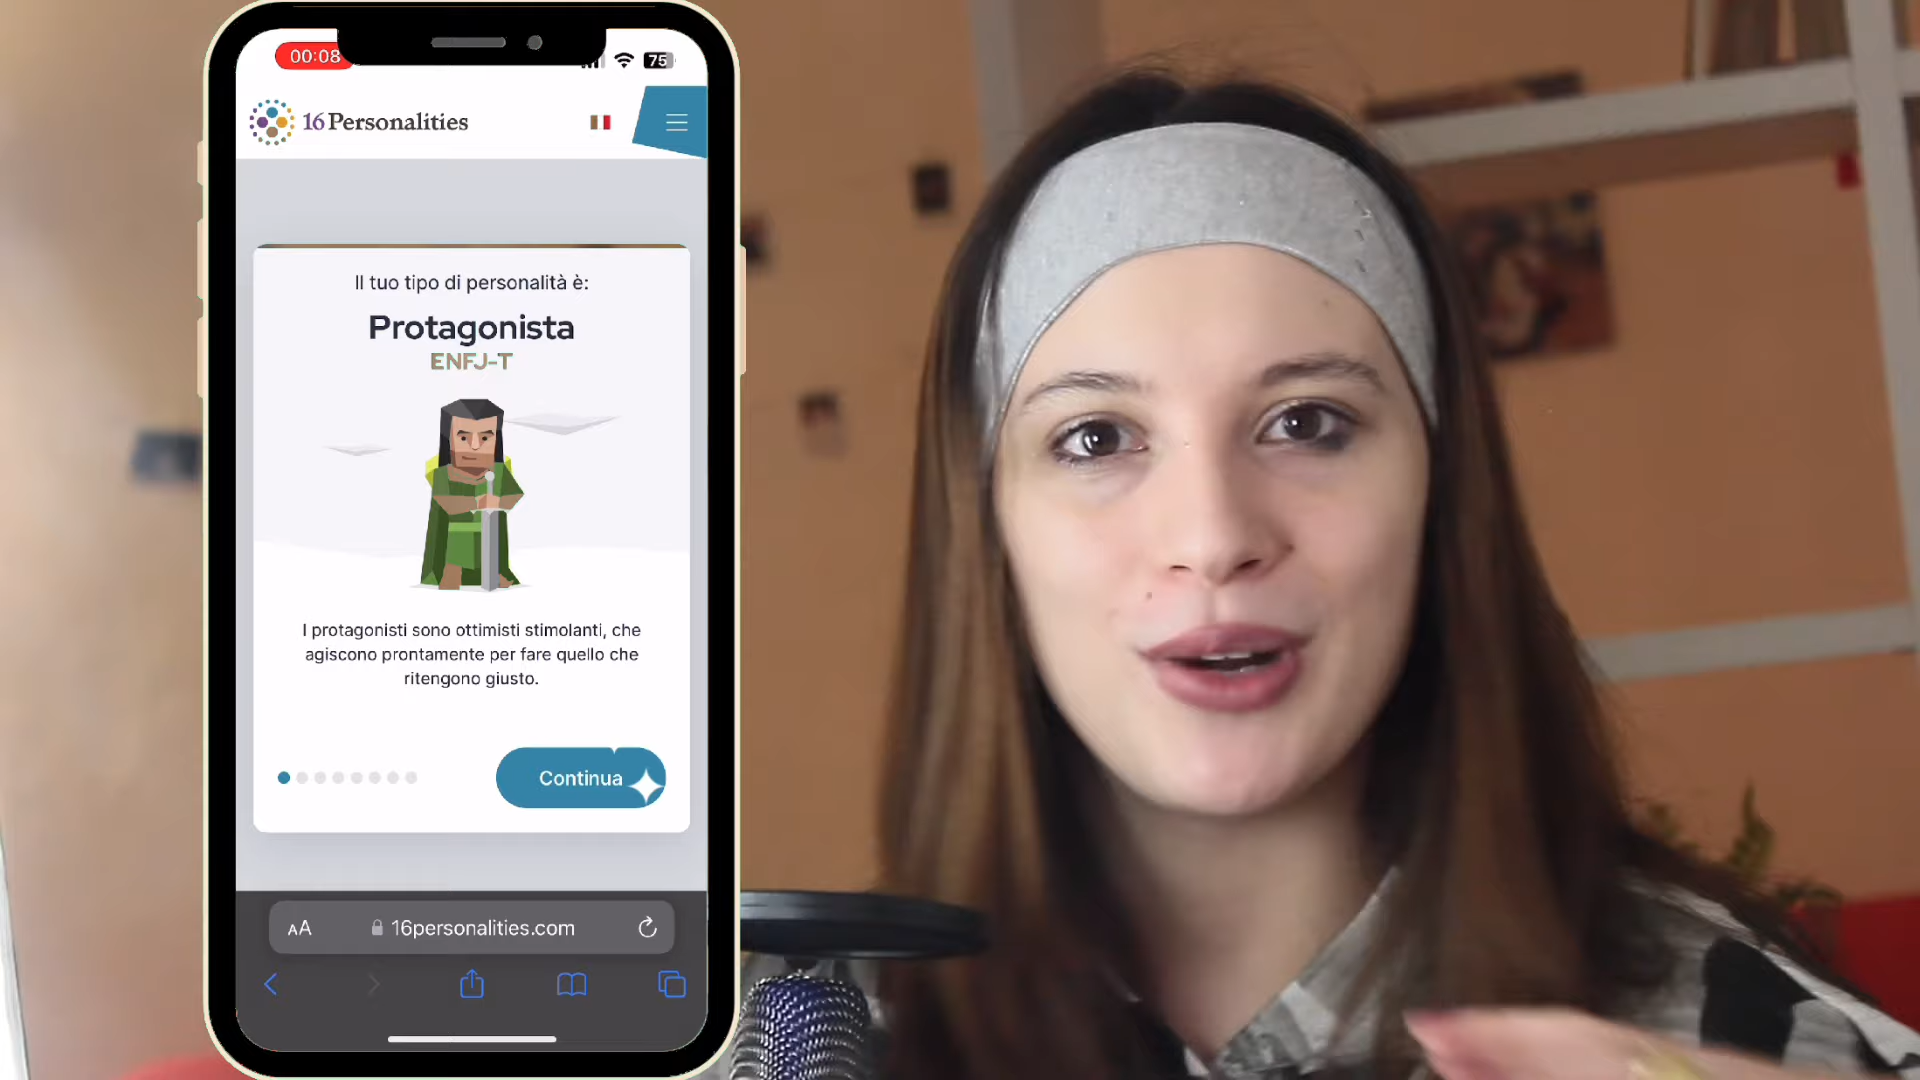 00:08
75
16Personalities
Il tuo tipo di personalità è:
Protagonista
ENFJ-T
I protagonisti sono ottimisti stimolanti, che
agiscono prontamente per fare quello che
ritengono giusto.
Continua
AA
16personalities.com